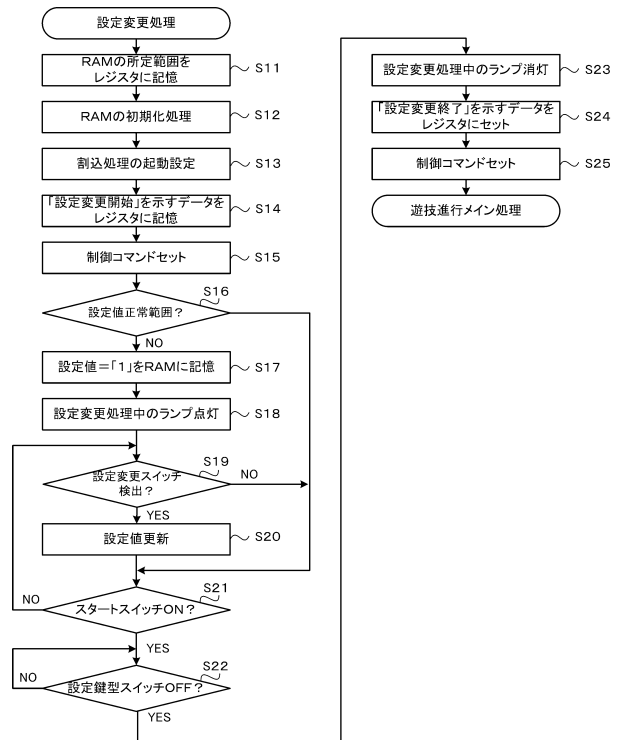 設定変更処理
RAMの所定範囲を
レジスタに記憶
S11
RAMの初期化処理
S12
割込処理の起動設定
S13
「設定変更開始」を示すデータを
レジスタに記憶
S14
制御コマンドセット
S15
S16
設定値正常範囲?
NO
設定値=「1」をRAMに記憶
S17
設定変更処理中のランプ点灯
S18
S19
設定変更スイッチ
検出?
NO
YES
設定値更新
S20
S21
スタートスイッチON?
NO
YES
S22
設定鍵型スイッチOFF?
NO
YES
設定変更処理中のランプ消灯
S23
「設定変更終了」を示すデータを
レジスタにセット
S24
制御コマンドセット
S25
遊技進行メイン処理